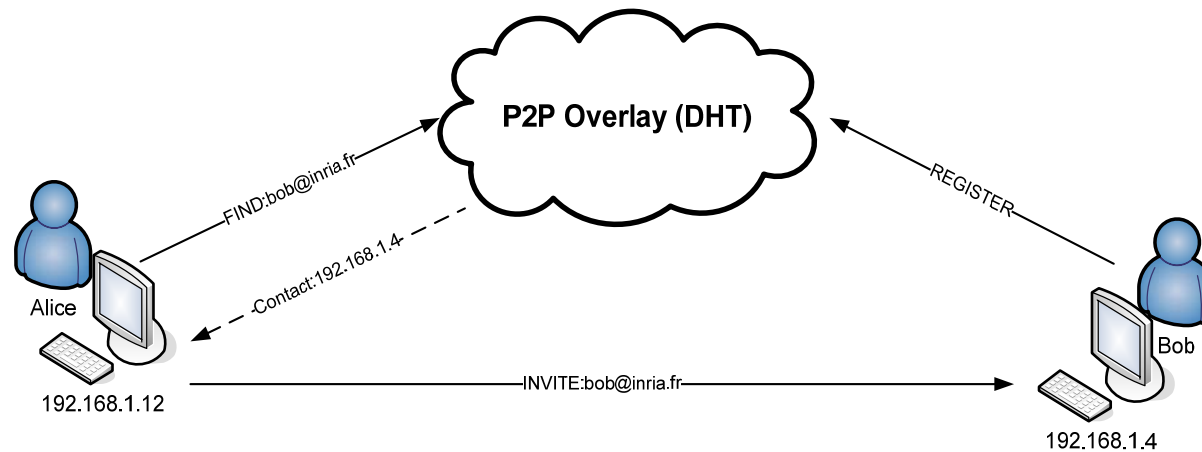 P2P Overlay (DHT)
FIND:bob@inria.fr
REGISTER
Contact:192.168.1.4
Alice
Bob
INVITE:bob@inria.fr
192.168.1.12
192.168.1.4